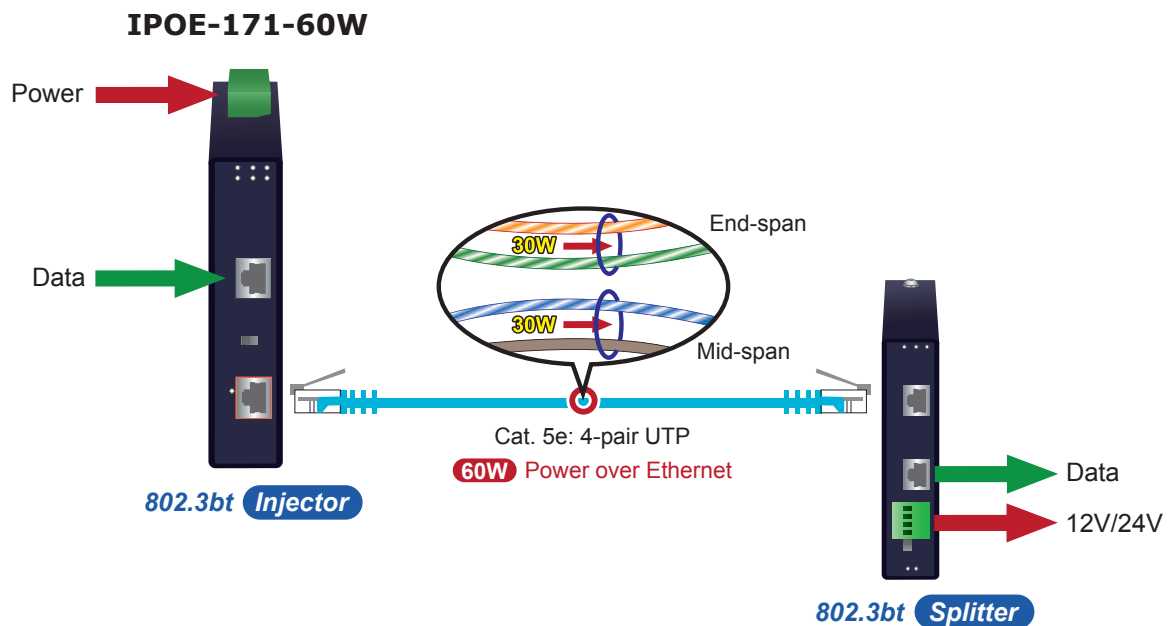 IPOE-171-60W
Power
Data
End-span
30W
30W
Mid-span
Cat. 5e: 4-pair UTP
60W Power over Ethernet
802.3bt Injector
Data
12V/24V
802.3bt Splitter